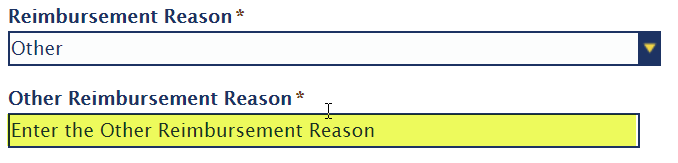 Reimbursement Reason*
Other
Other Reimbursement Reason*
Enter the Other Reimbursement Reason